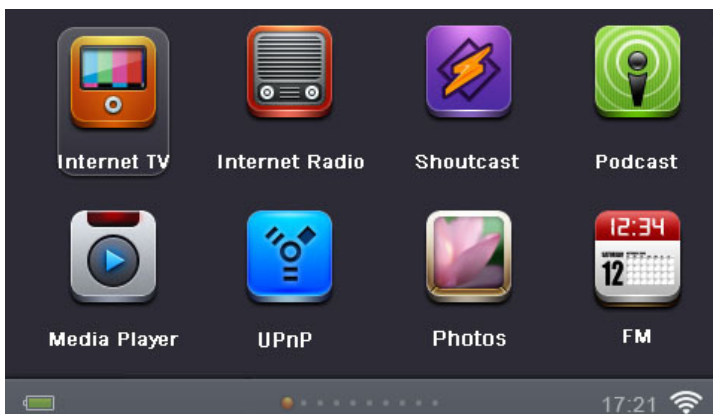 Internet TV
Internet Radio
Shoutcast
Podcast
12:34
12
Media Player
UPnP
Photos
FM
17:21